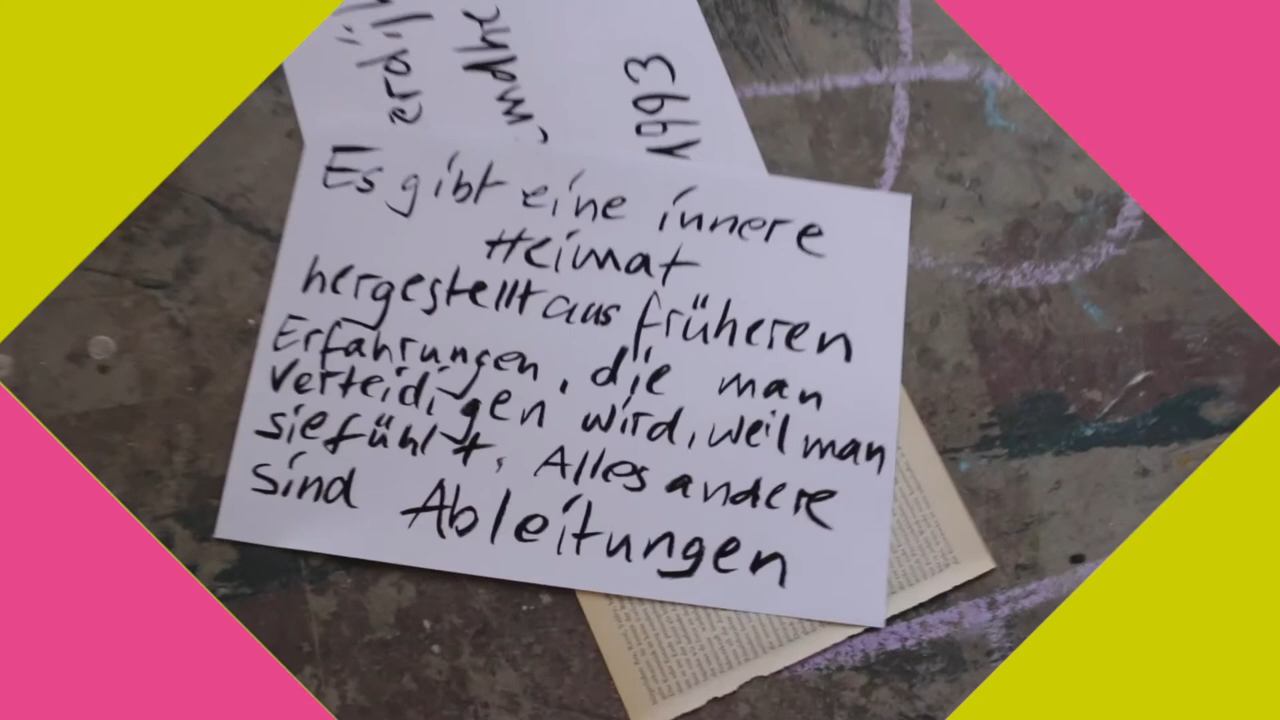 1993
Es gibt eine innere
Heimat
hergestellt aus früheren
Erfahrungen, die man
verteidigen wird, weil man
sie fühlt. Alles andere
sind Ableitungen